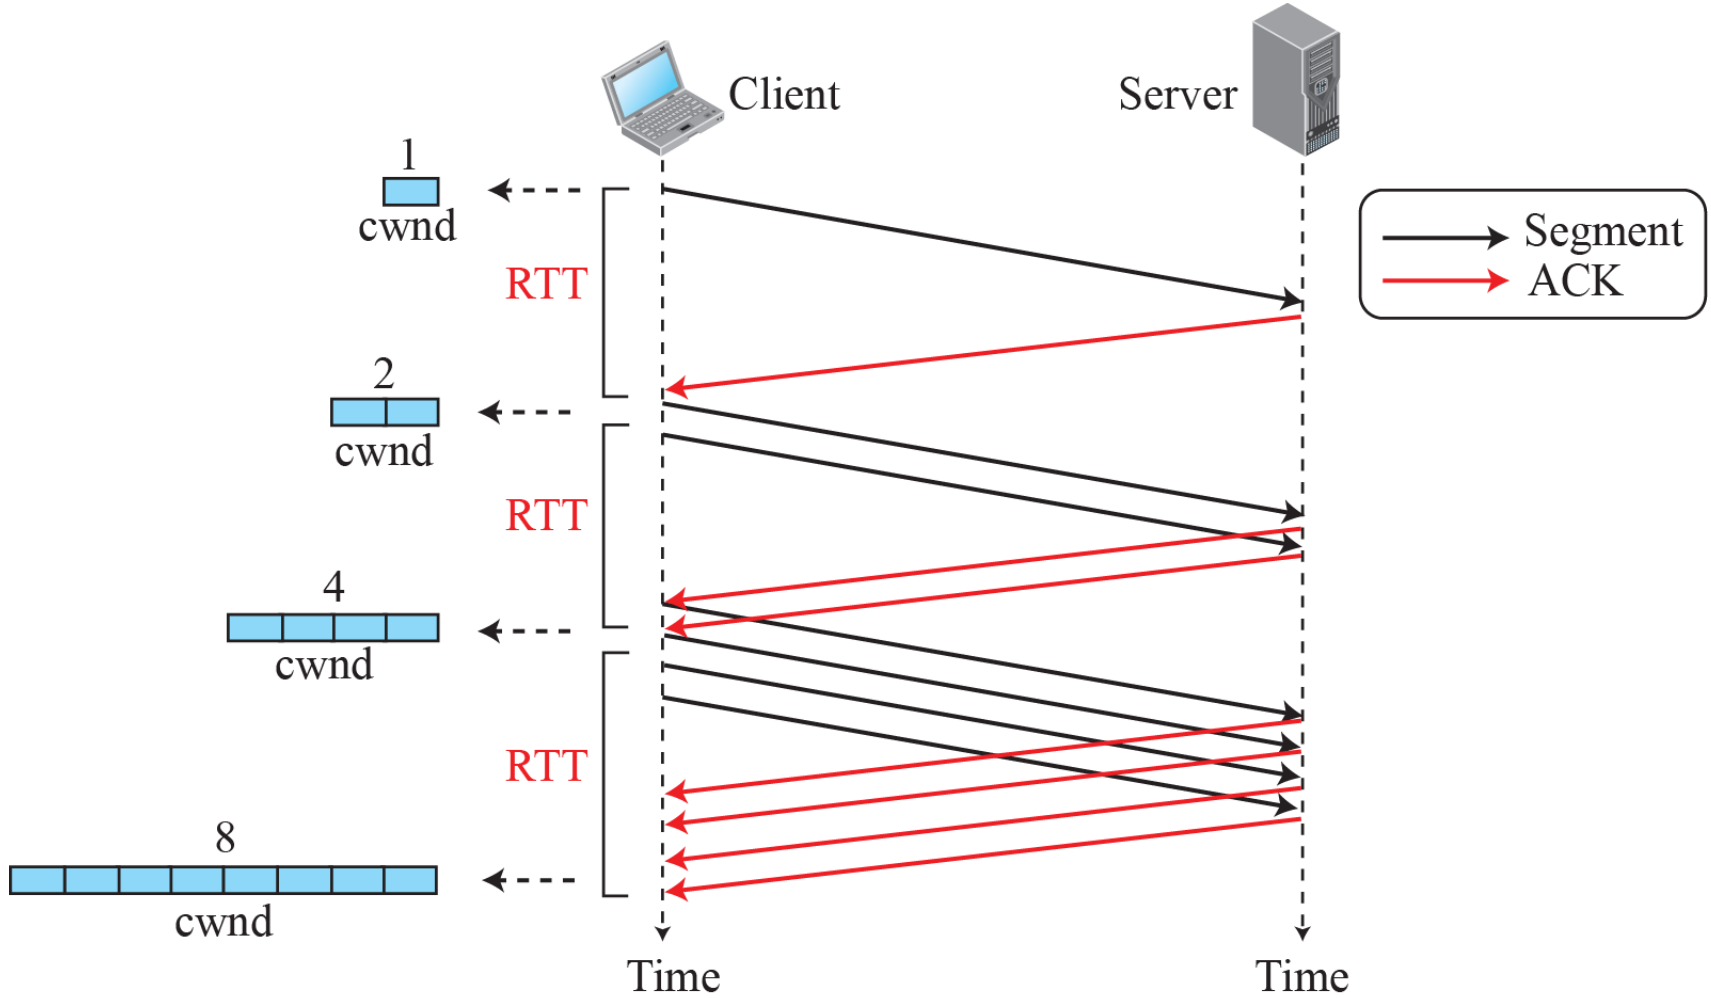 Client
Server
1
cwnd
Segment
ACK
RTT
2
cwnd
RTT
4
cwnd
RTT
8
cwnd
Time
Time